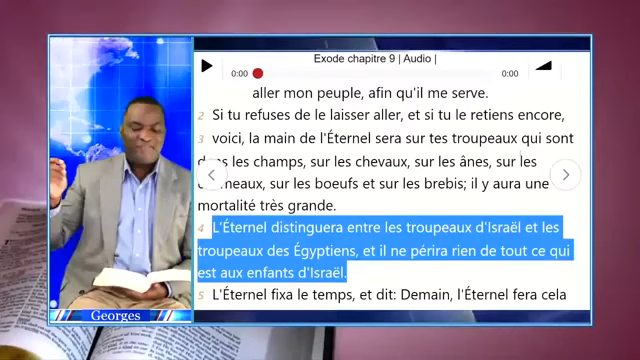 Exode chapitre 9 | Audio |
0:00
0:00
aller mon peuple, afin qu'il me serve.
2 Si tu refuses de le laisser aller, et si tu le retiens encore,
3 voici, la main de l'Éternel sera sur tes troupeaux qui sont
les champs, sur les chevaux, sur les ânes, sur les
sur les boeufs et sur les brebis; il y aura une
mortalité très grande.
4 L'Éternel distinguera entre les troupeaux d'Israël et les
troupeaux des Égyptiens, et il ne périra rien de tout ce qui
est aux enfants d'Israël.
5 L'Éternel fixa le temps, et dit: Demain, l'Éternel fera cela
Georges